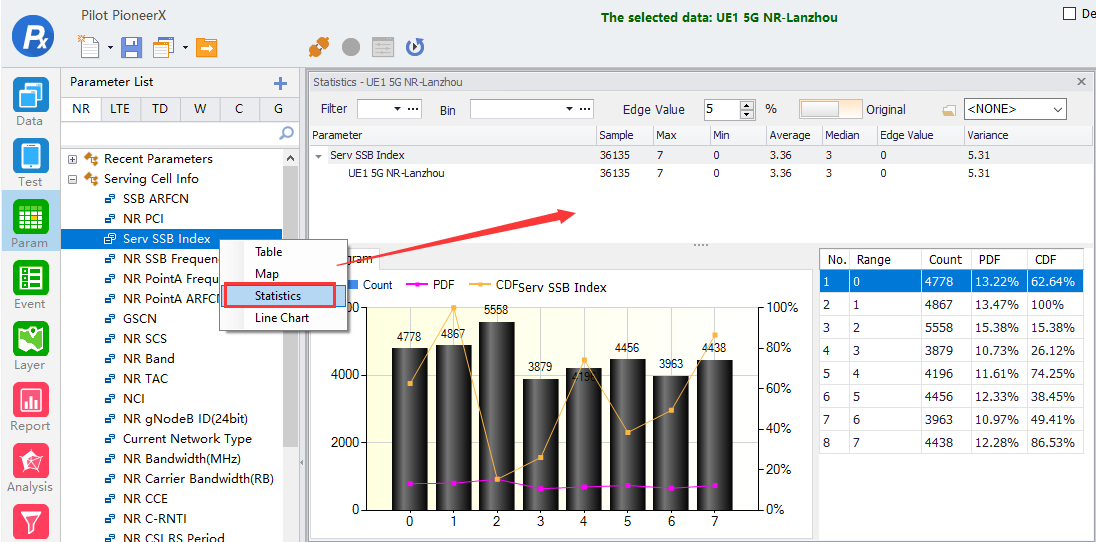 Pilot PioneerX
The selected data: UE1 5G NR-Lanzhou
De
Px
Data
Test
Param
Event
Layer
Report
Analysis
Parameter List
NR LTE TD W C G
Recent Parameters
Serving Cell Info
SSB ARFCN
NR PCI
Serv SSB Index
NR SSB Frequen
NR PointA Frequ
NR PointA ARFCN
GSCN
NR SCS
NR Band
NR TAC
NCI
NR gNodeB ID(24bit)
Current Network Type
NR Bandwidth(MHz)
NR Carrier Bandwidth(RB)
NR CCE
NR C-RNTI
NR CSI RS Period
Table
Map
Statistics
Line Chart
Statistics - UE1 5G NR-Lanzhou
Filter Bin Edge Value 5 % Original <NONE>
Parameter Sample Max Min Average Median Edge Value Variance
Serv SSB Index 36135 7 0 3.36 3 0 5.31
UE1 5G NR-Lanzhou 36135 7 0 3.36 3 0 5.31
gram
Count PDF CDF Serv SSB Index
000 100%
80%
4000 60%
40%
2000 20%
0 0%
4778 4867 5558 3879 4196 4456 3963 4438
0 1 2 3 4 5 6 7
No. Range Count PDF CDF
1 0 4778 13.22% 62.64%
2 1 4867 13.47% 100%
3 2 5558 15.38% 15.38%
4 3 3879 10.73% 26.12%
5 4 4196 11.61% 74.25%
6 5 4456 12.33% 38.45%
7 6 3963 10.97% 49.41%
8 7 4438 12.28% 86.53%